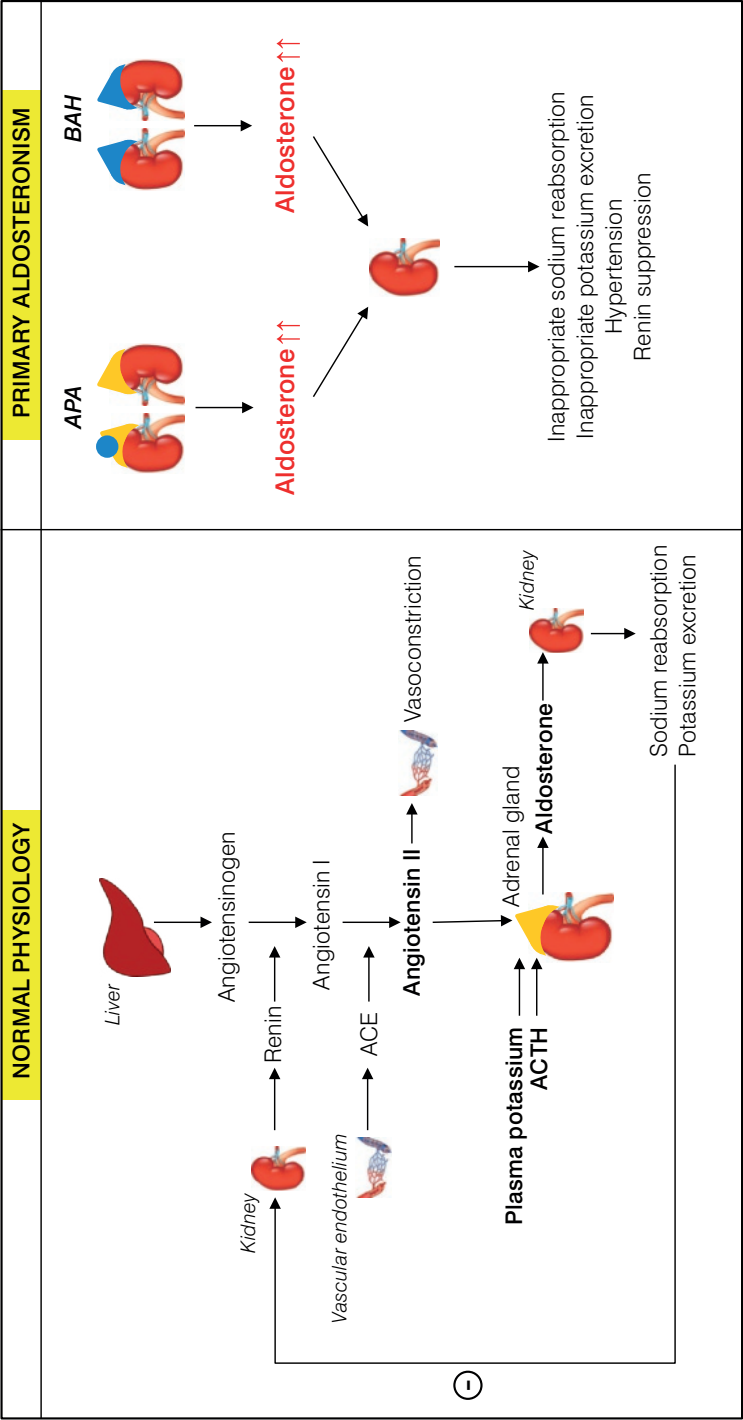 NORMAL PHYSIOLOGY
Liver
Angiotensinogen
Kidney
Renin
Angiotensin I
Vascular endothelium
ACE
Angiotensin II
Vasoconstriction
Plasma potassium
ACTH
Adrenal gland
Aldosterone
Kidney
Sodium reabsorption
Potassium excretion
-
PRIMARY ALDOSTERONISM
APA
BAH
Aldosterone↑↑
Aldosterone↑↑
Inappropriate sodium reabsorption
Inappropriate potassium excretion
Hypertension
Renin suppression